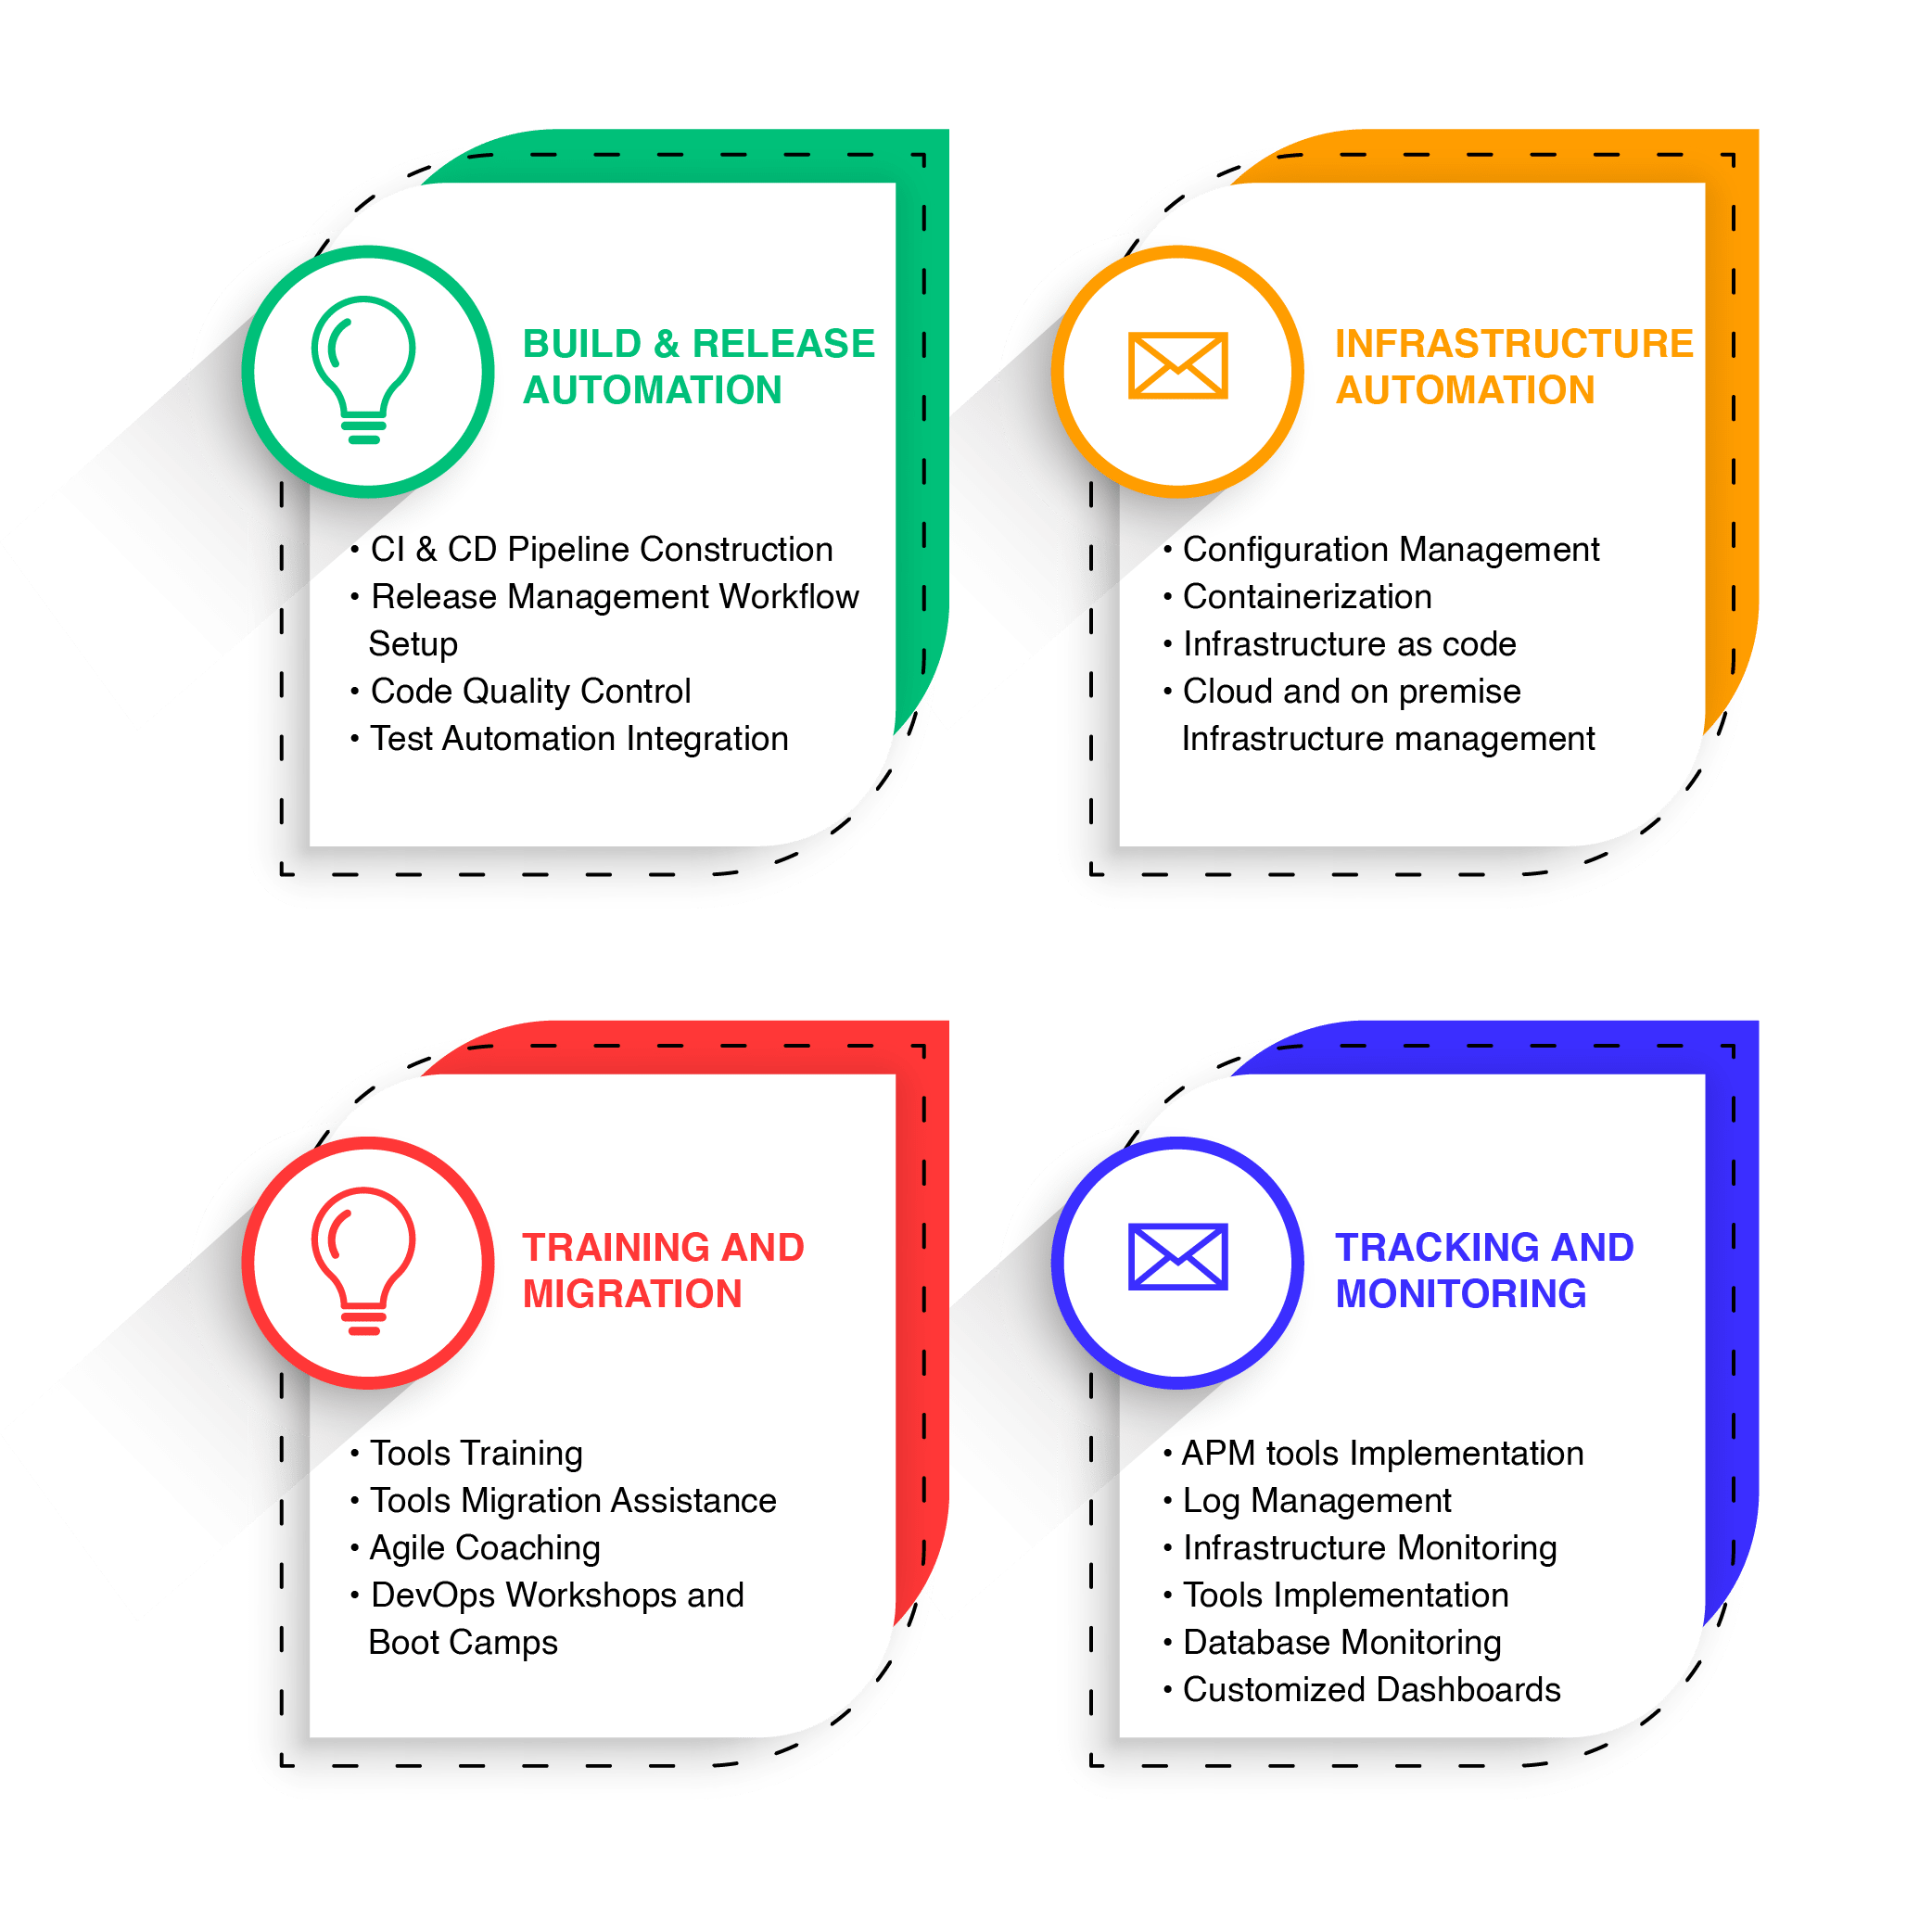 BUILD & RELEASE
AUTOMATION
• CI & CD Pipeline Construction
• Release Management Workflow
Setup
• Code Quality Control
• Test Automation Integration
INFRASTRUCTURE
AUTOMATION
• Configuration Management
• Containerization
• Infrastructure as code
• Cloud and on premise
Infrastructure management
TRAINING AND
MIGRATION
• Tools Training
• Tools Migration Assistance
• Agile Coaching
• DevOps Workshops and
Boot Camps
TRACKING AND
MONITORING
• APM tools Implementation
• Log Management
• Infrastructure Monitoring
• Tools Implementation
• Database Monitoring
• Customized Dashboards